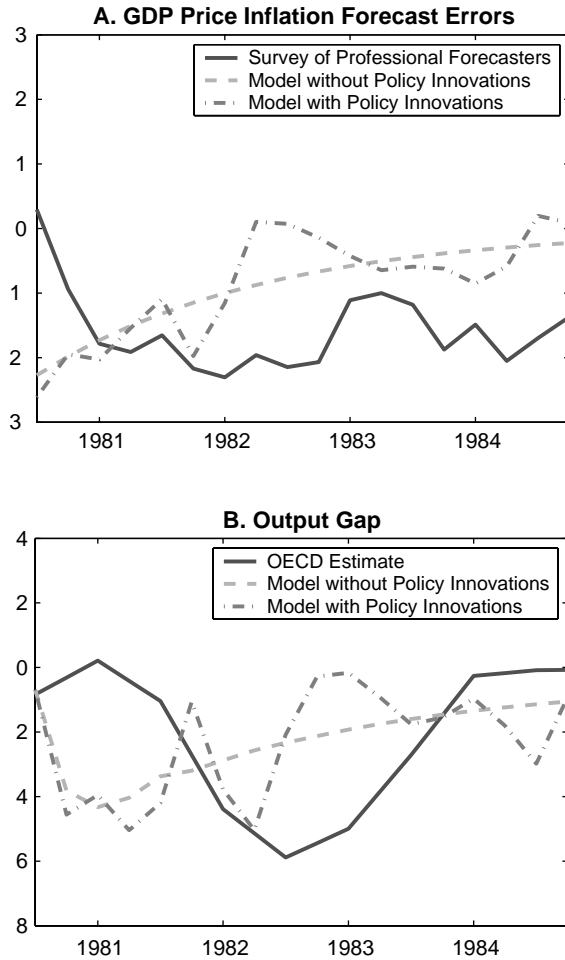 A. GDP Price Inflation Forecast Errors
3
2
1
0
1
2
3
Survey of Professional Forecasters
Model without Policy Innovations
Model with Policy Innovations
1981 1982 1983 1984
B. Output Gap
4
2
0
2
4
6
8
OECD Estimate
Model without Policy Innovations
Model with Policy Innovations
1981 1982 1983 1984